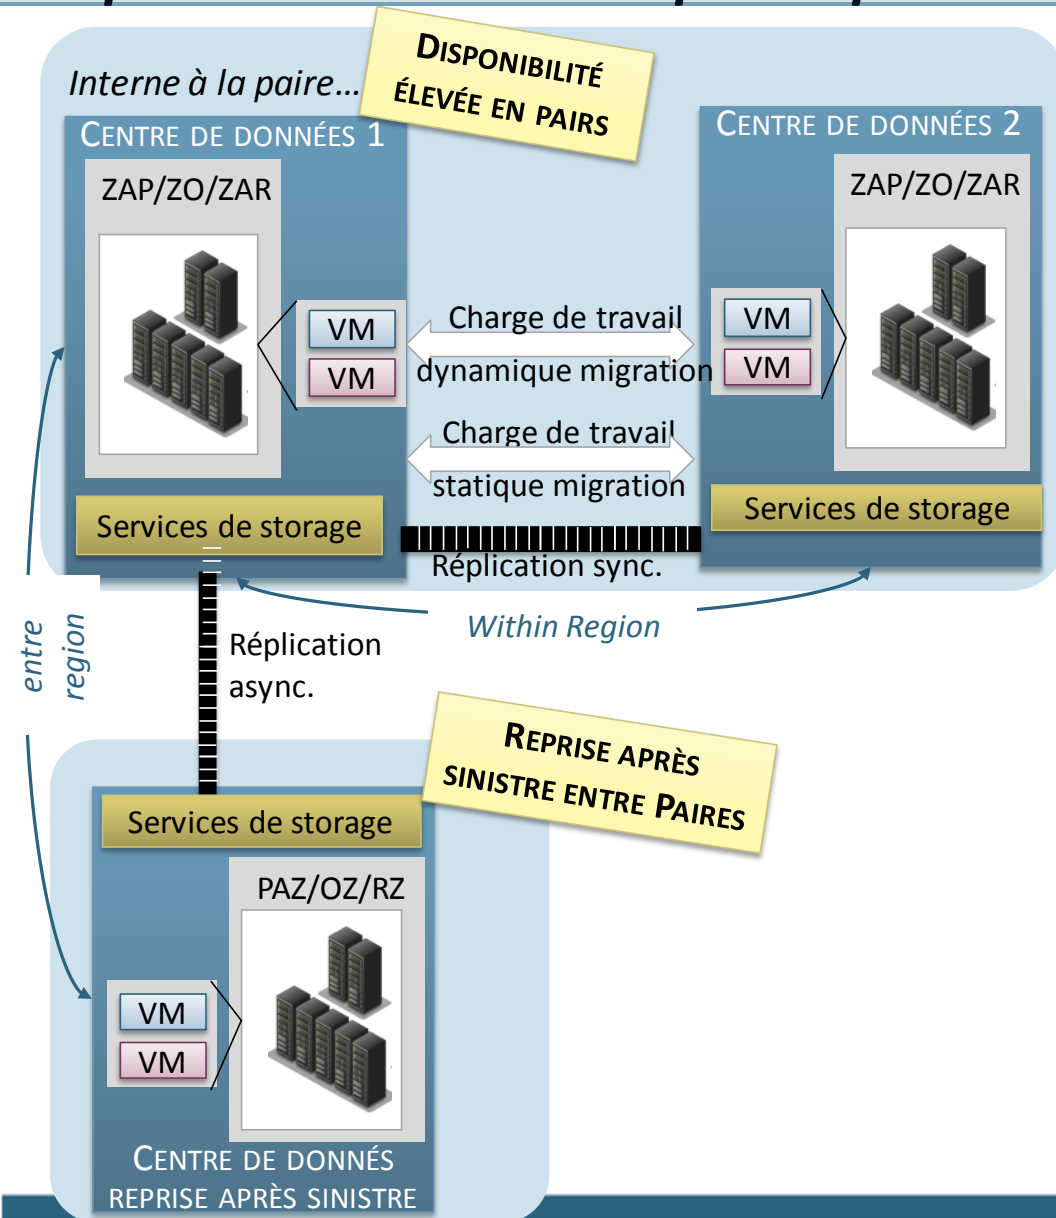 Interne à la paire...
DISPONIBILITÉ
ÉLEVÉE EN PAIRS
CENTRE DE DONNÉES 1
ZAP/ZO/ZAR
VM
VM
Services de storage
CENTRE DE DONNÉES 2
ZAP/ZO/ZAR
VM
VM
Services de storage
Charge de travail
dynamique migration
Charge de travail
statique migration
Réplication sync.
Within Region
entre
region
Réplication
async.
REPRISE APRÈS
SINISTRE ENTRE PAIRES
Services de storage
PAZ/OZ/RZ
VM
VM
CENTRE DE DONNÉS
REPRISE APRÈS SINISTRE